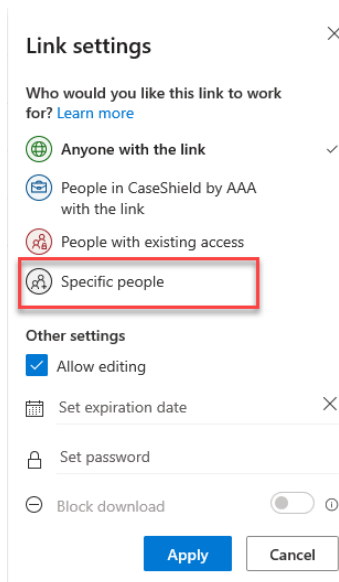 Link settings
Who would you like this link to work
for? Learn more
Anyone with the link
People in CaseShield by AAA
with the link
People with existing access
Specific people
Other settings
Allow editing
Set expiration date
Set password
Block download
Apply Cancel